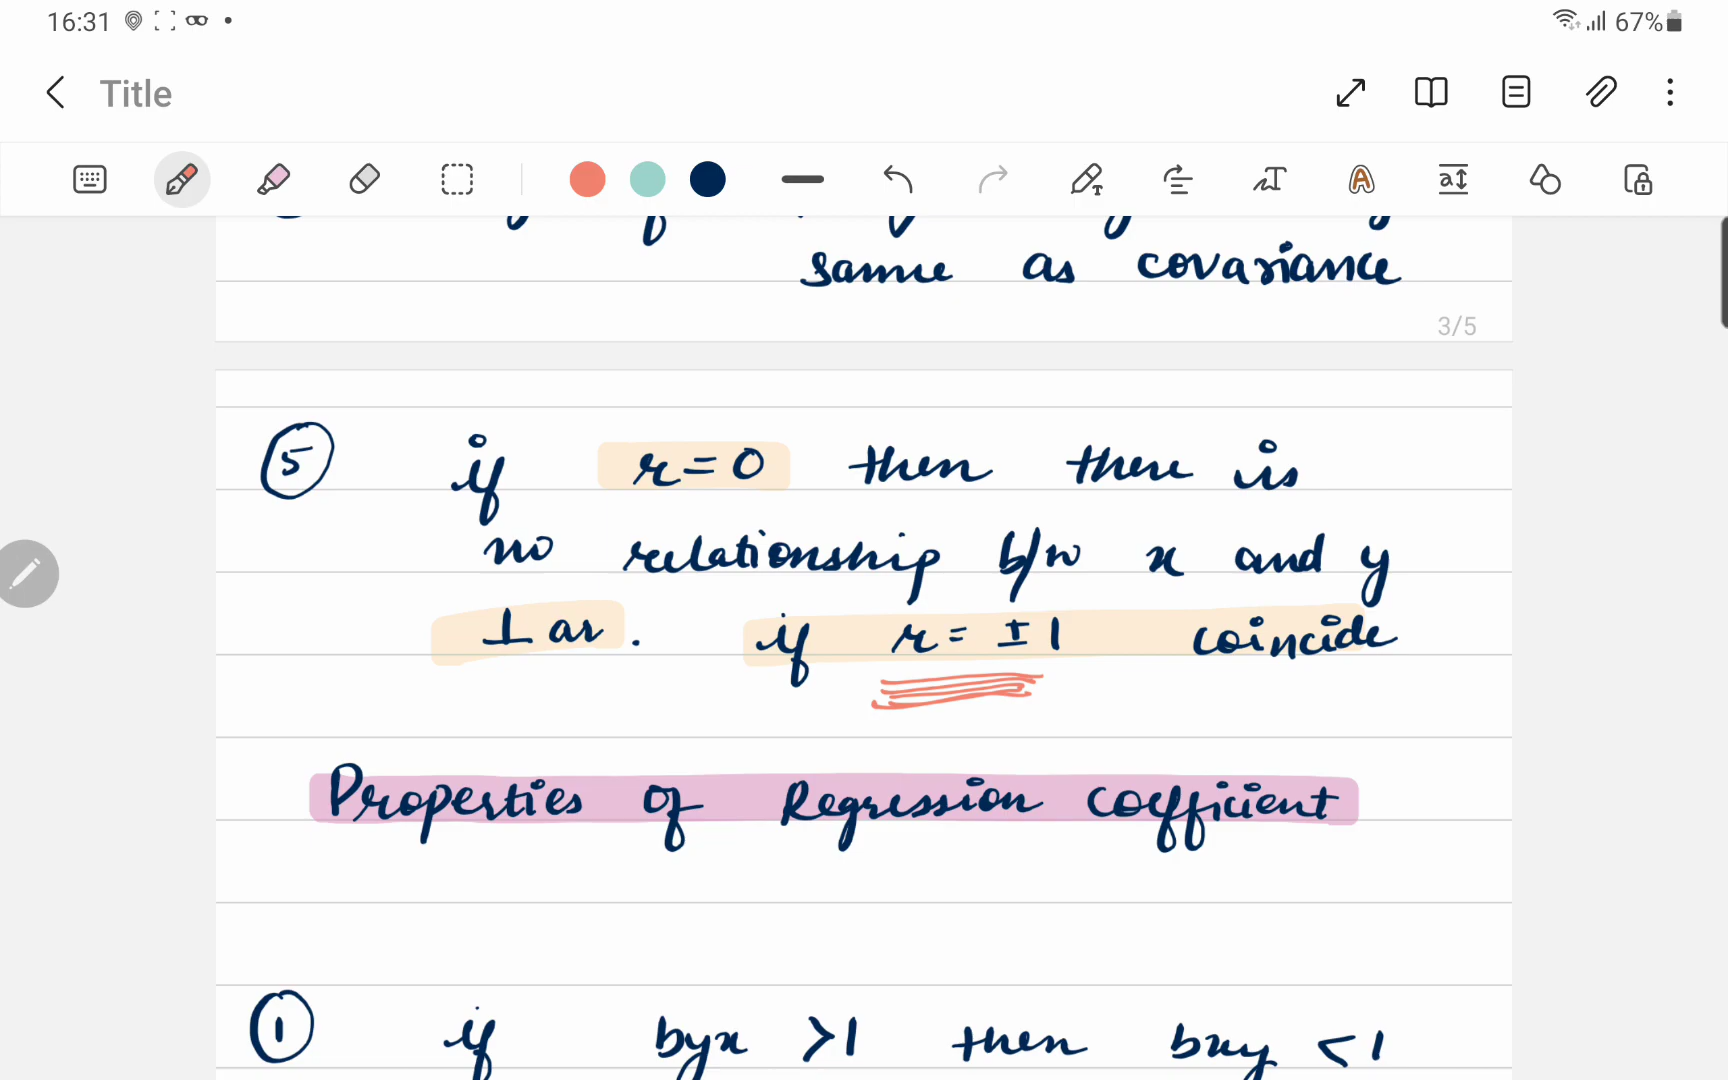 16:31
67%
Title
same as covariance
3/5
5 if r=0 then there is
no relationship b/w x and y
⊥ ar. if r= ±1 coincide
Properties of Regression Coefficient
1 if byx >1 then bxy <1